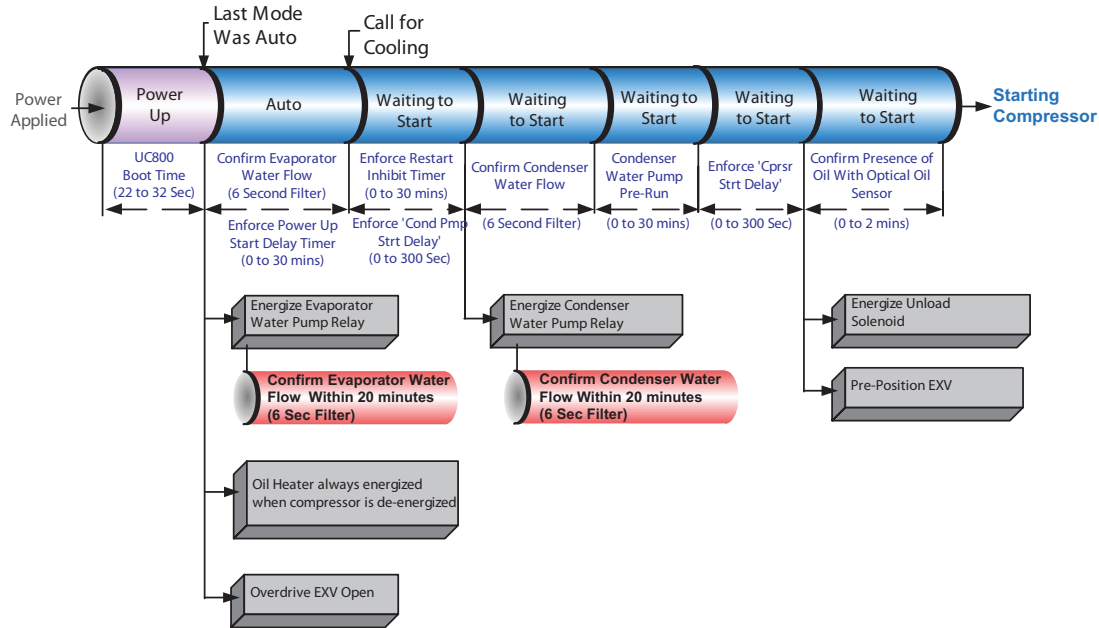 Last Mode
Was Auto
Call for
Cooling
Power
Applied
Power
Up
Auto
Waiting to
Start
Waiting
to Start
Waiting to
Start
Waiting
to Start
Waiting
to Start
Starting
Compressor
UC800
Boot Time
(22 to 32 Sec)
Confirm Evaporator
Water Flow
(6 Second Filter)
Enforce Power Up
Start Delay Timer
(0 to 30 mins)
Enforce Restart
Inhibit Timer
(0 to 30 mins)
Enforce 'Cond Pmp
Strt Delay'
(0 to 300 Sec)
Confirm Condenser
Water Flow
(6 Second Filter)
Condenser
Water Pump
Pre-Run
(0 to 30 mins)
Enforce 'Cprsr
Strt Delay'
(0 to 300 Sec)
Confirm Presence of
Oil With Optical Oil
Sensor
(0 to 2 mins)
Energize Evaporator
Water Pump Relay
Confirm Evaporator Water
Flow Within 20 minutes
(6 Sec Filter)
Oil Heater always energized
when compressor is de-energized
Overdrive EXV Open
Energize Condenser
Water Pump Relay
Confirm Condenser Water
Flow Within 20 minutes
(6 Sec Filter)
Energize Unload
Solenoid
Pre-Position EXV